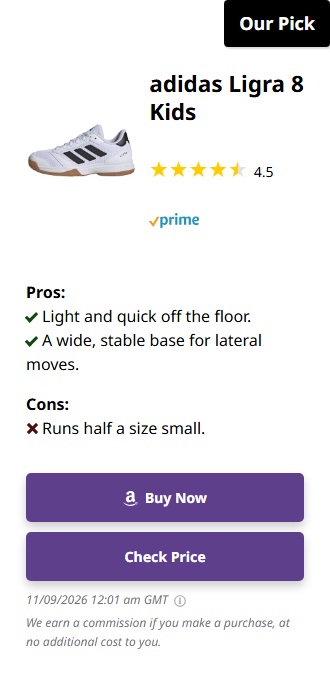 Our Pick
adidas Ligra 8
Kids
4.5
prime
Pros:
Light and quick off the floor.
A wide, stable base for lateral
moves.
Cons:
Runs half a size small.
Buy Now
Check Price
11/09/2026 12:01 am GMT
We earn a commission if you make a purchase, at
no additional cost to you.